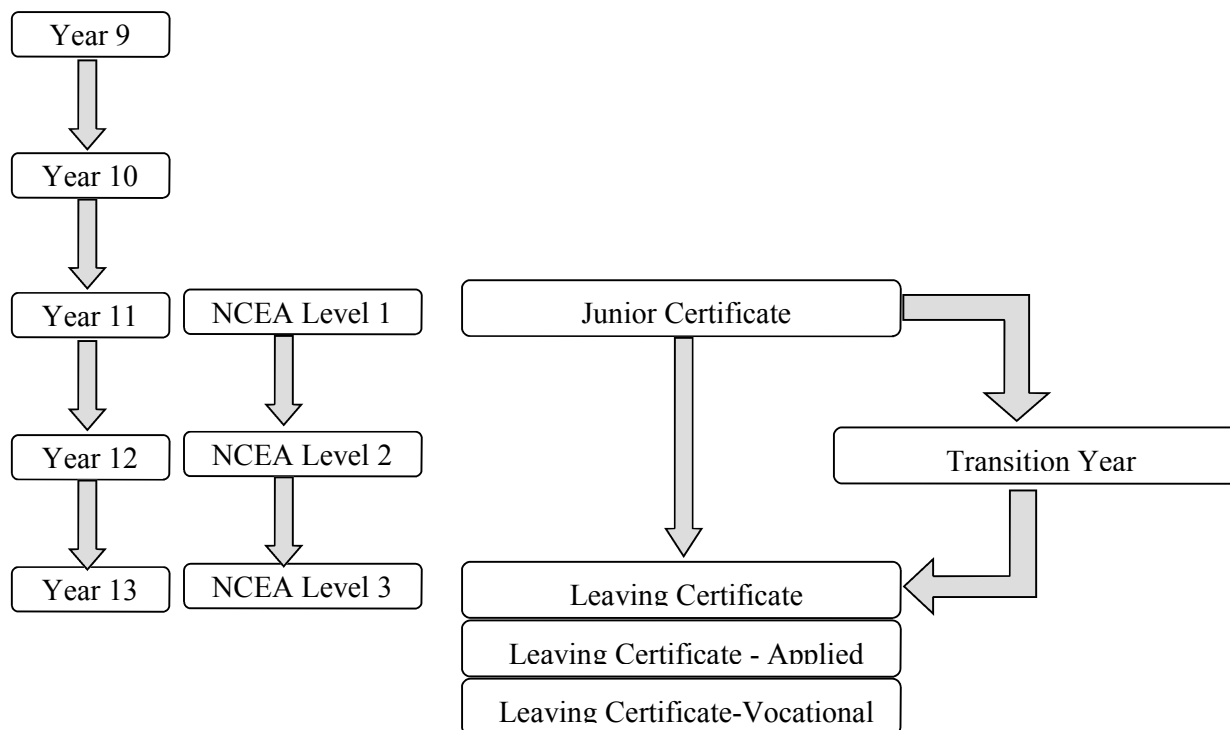 Year 9
Year 10
Year 11
NCEA Level 1
Junior Certificate
Year 12
NCEA Level 2
Transition Year
Year 13
NCEA Level 3
Leaving Certificate
Leaving Certificate - Applied
Leaving Certificate-Vocational